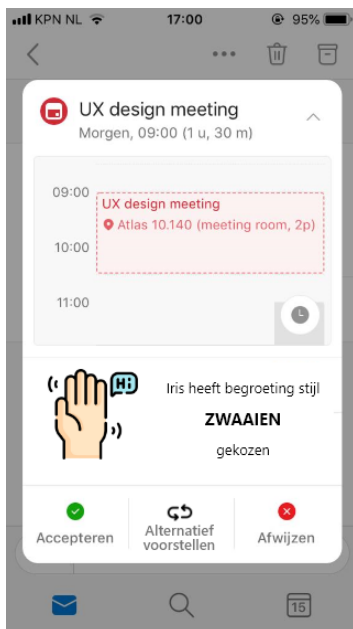 KPN NL 17:00 95%
UX design meeting
Morgen, 09:00 (1 u, 30 m)
09:00
UX design meeting
Atlas 10.140 (meeting room, 2p)
10:00
11:00
Hi
Iris heeft begroeting stijl
ZWAAIEN
gekozen
Accepteren
Alternatief
voorstellen
Afwijzen
15